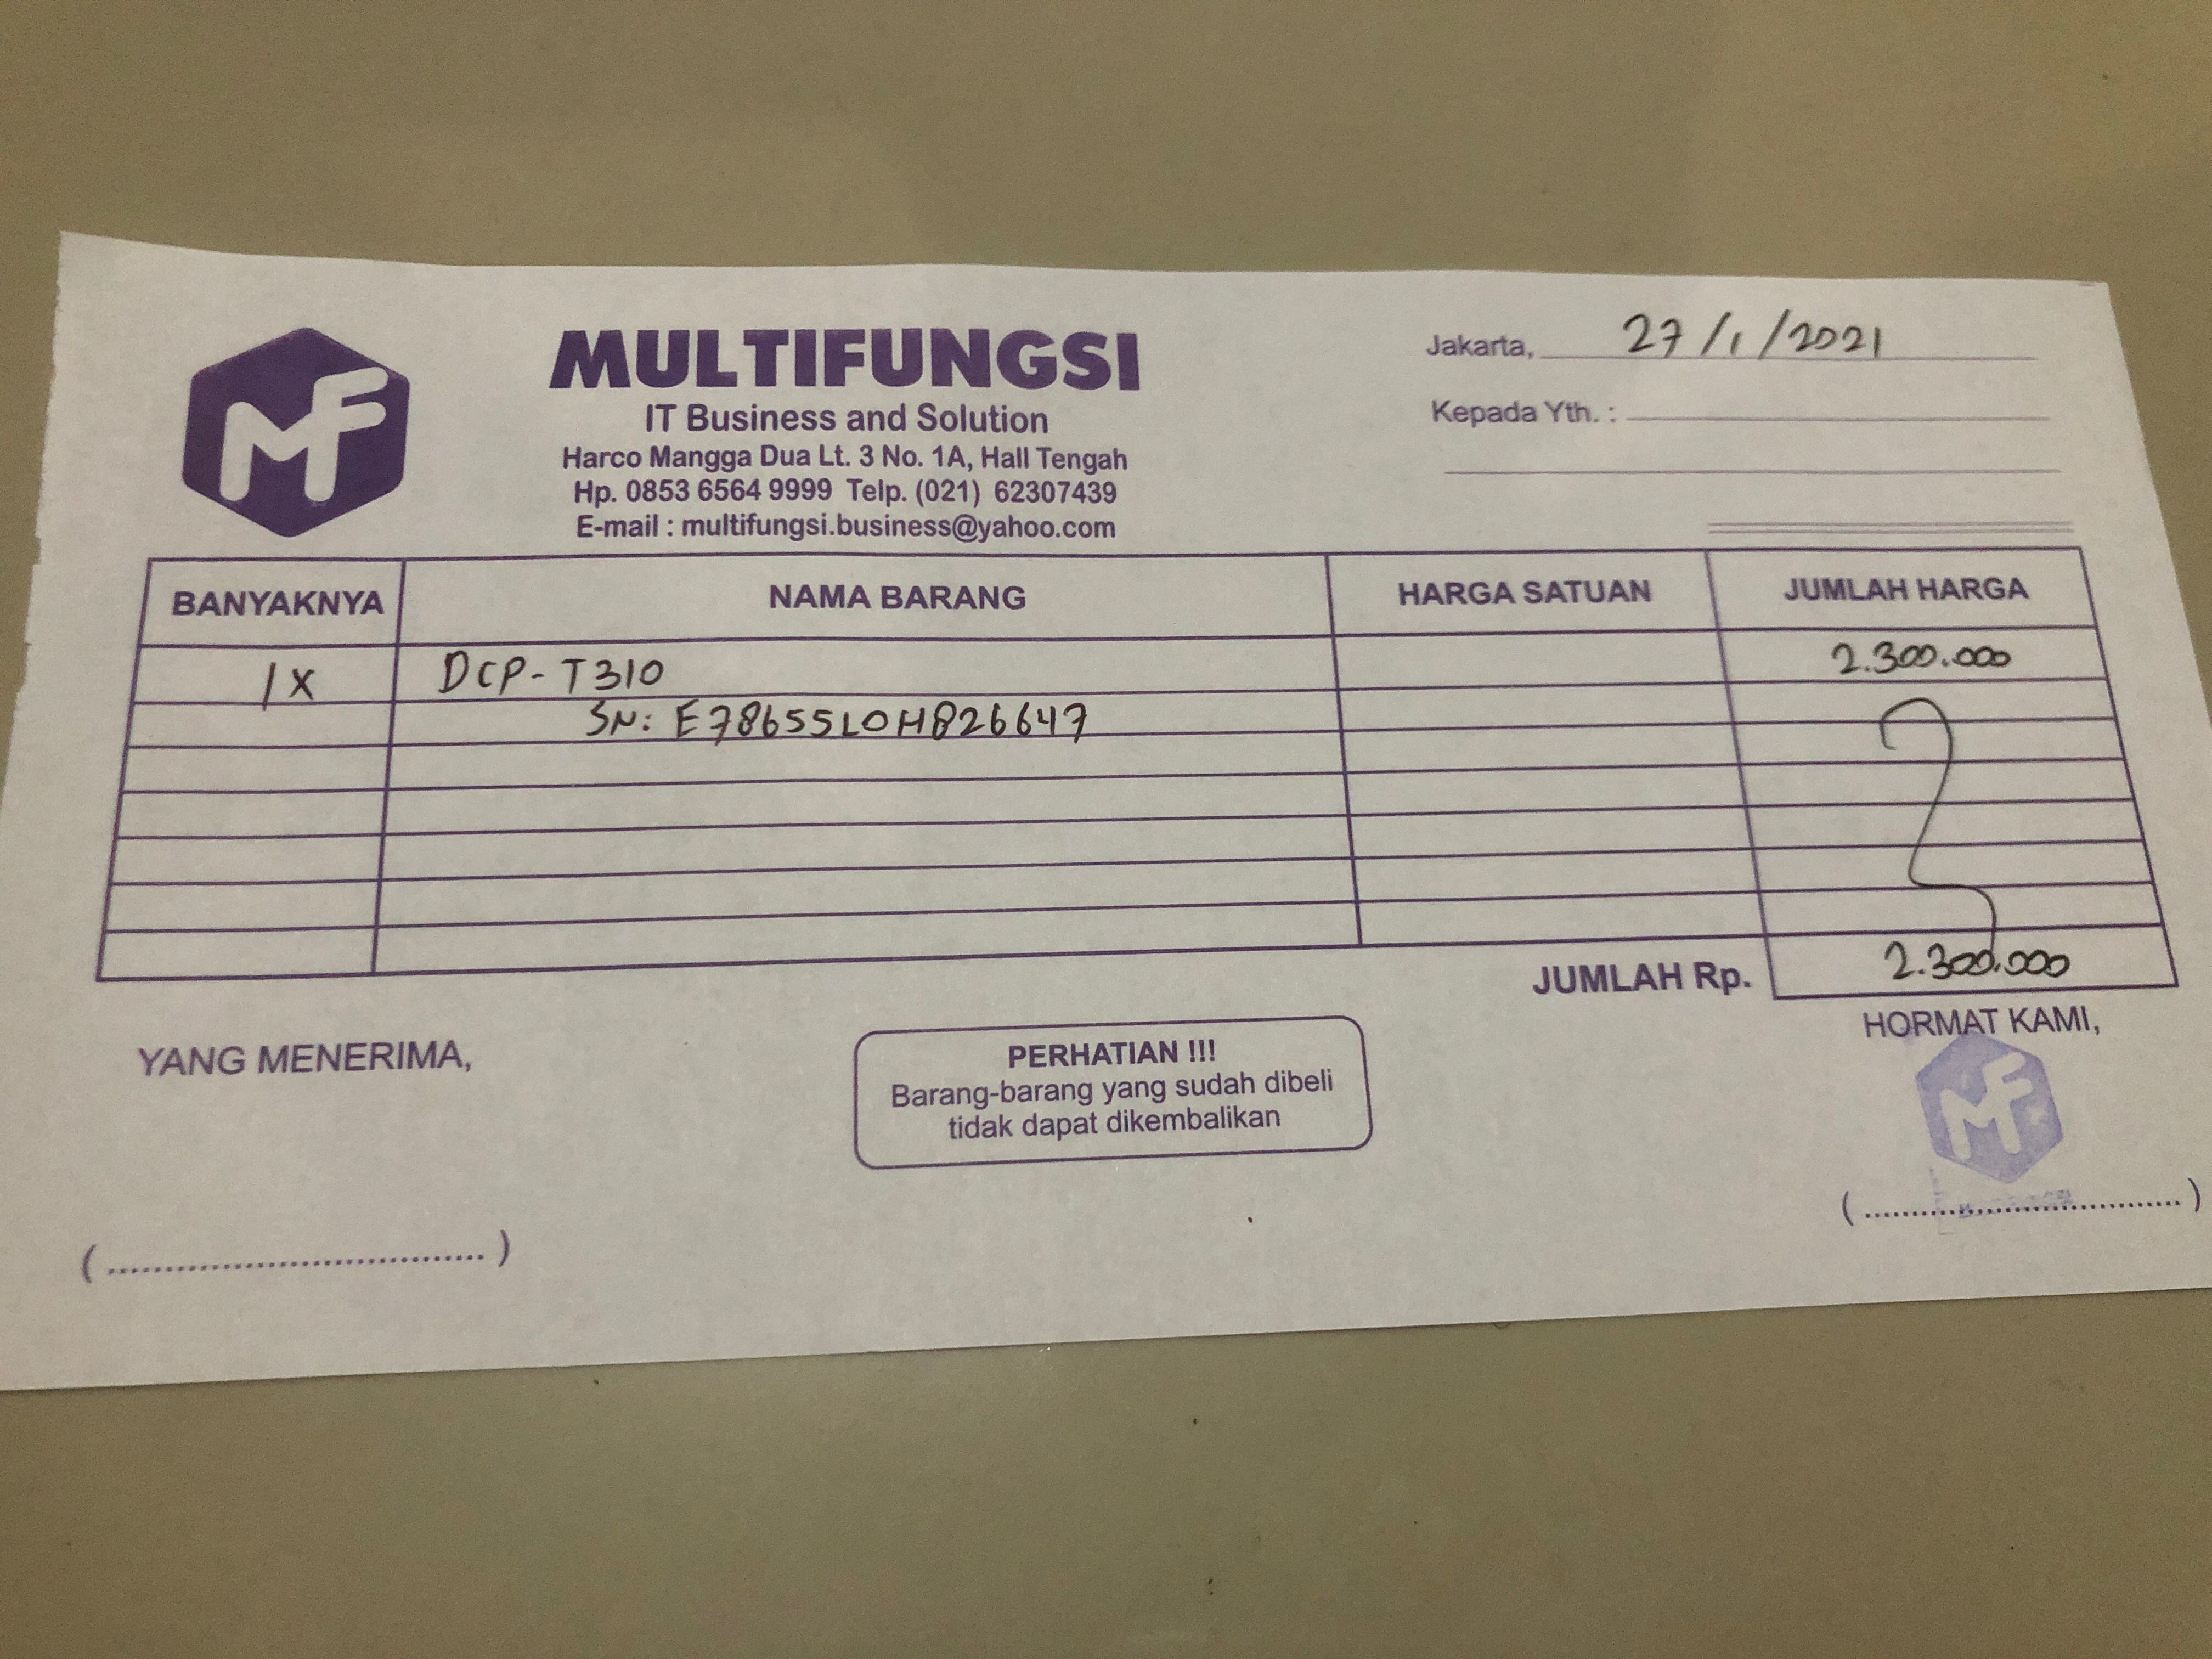 MF
MULTIFUNGSI
IT Business and Solution
Harco Mangga Dua Lt. 3 No. 1A, Hall Tengah
Hp. 0853 6564 9999 Telp. (021) 62307439
E-mail : multifungsi.business@yahoo.com
Jakarta, 27/1/2021
Kepada Yth. :
BANYAKNYA NAMA BARANG HARGA SATUAN JUMLAH HARGA
1X DCP-T310 2.300.000
SN: E78655L0H826647
JUMLAH Rp. 2.300.000
YANG MENERIMA,
PERHATIAN !!!
Barang-barang yang sudah dibeli
tidak dapat dikembalikan
HORMAT KAMI,
MF
(....................................)
(....................................)